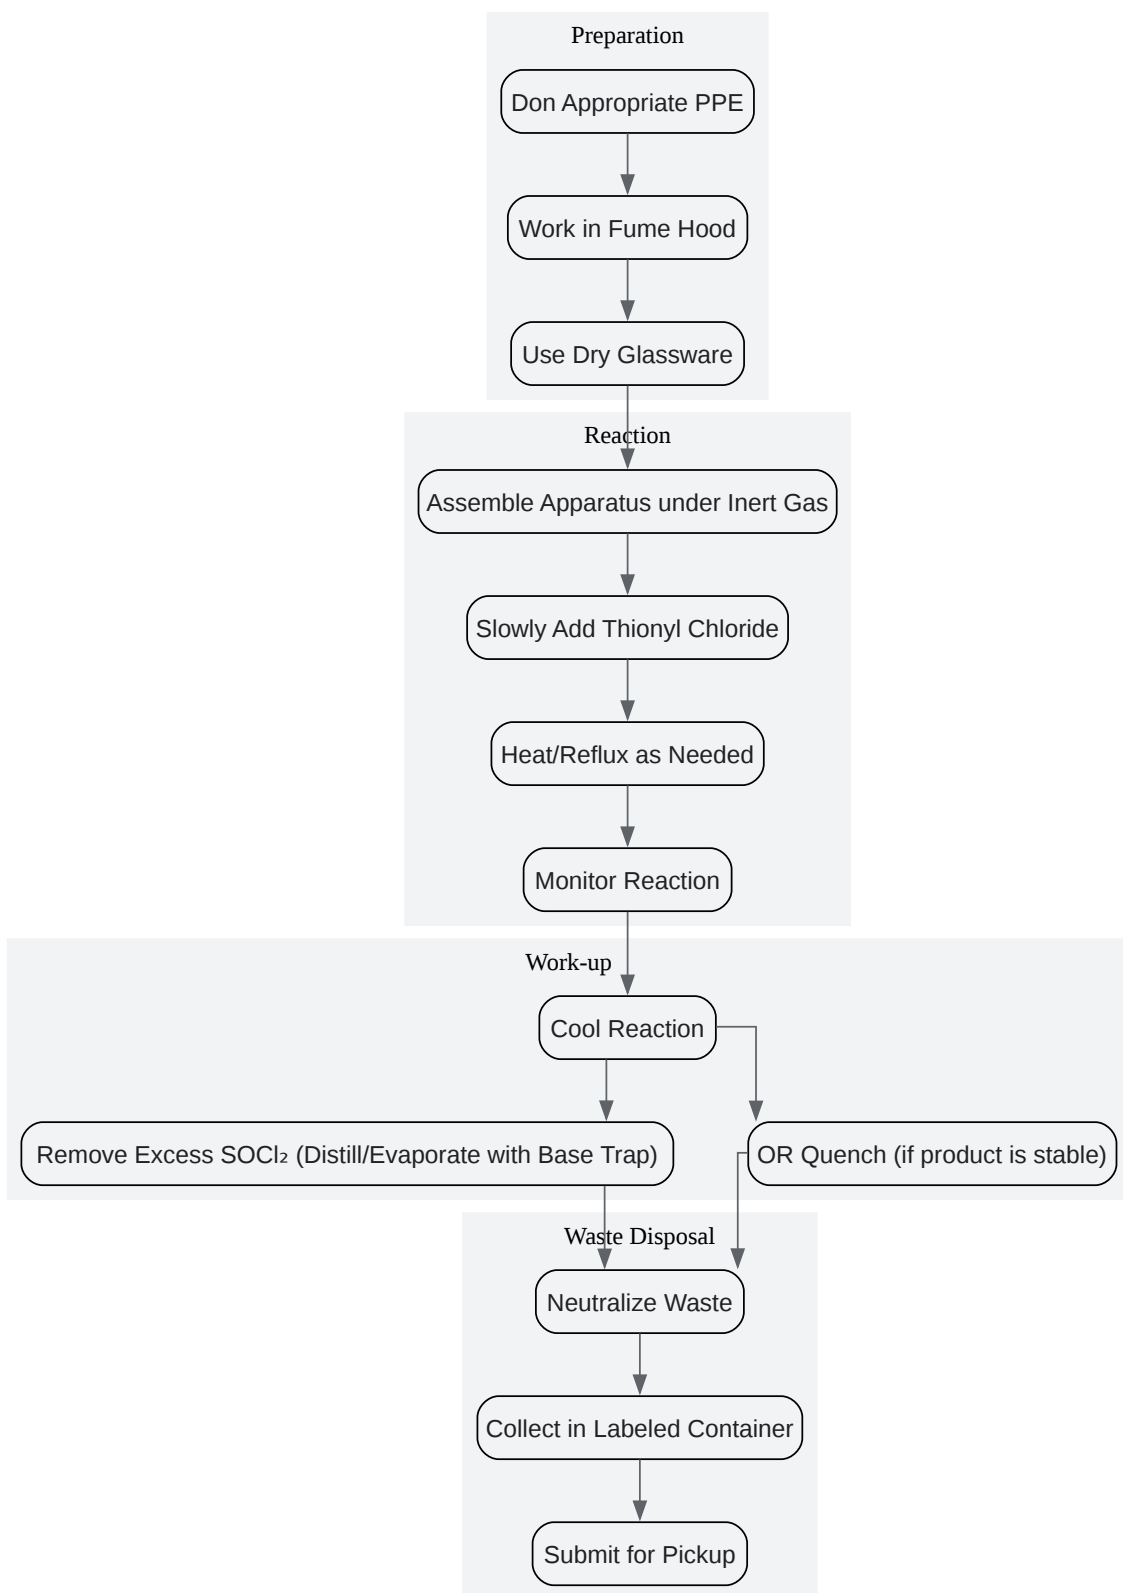 Preparation
Don Appropriate PPE
Work in Fume Hood
Use Dry Glassware
Reaction
Assemble Apparatus under Inert Gas
Slowly Add Thionyl Chloride
Heat/Reflux as Needed
Monitor Reaction
Work-up
Cool Reaction
Remove Excess SOCl₂ (Distill/Evaporate with Base Trap)
OR Quench (if product is stable)
Waste Disposal
Neutralize Waste
Collect in Labeled Container
Submit for Pickup